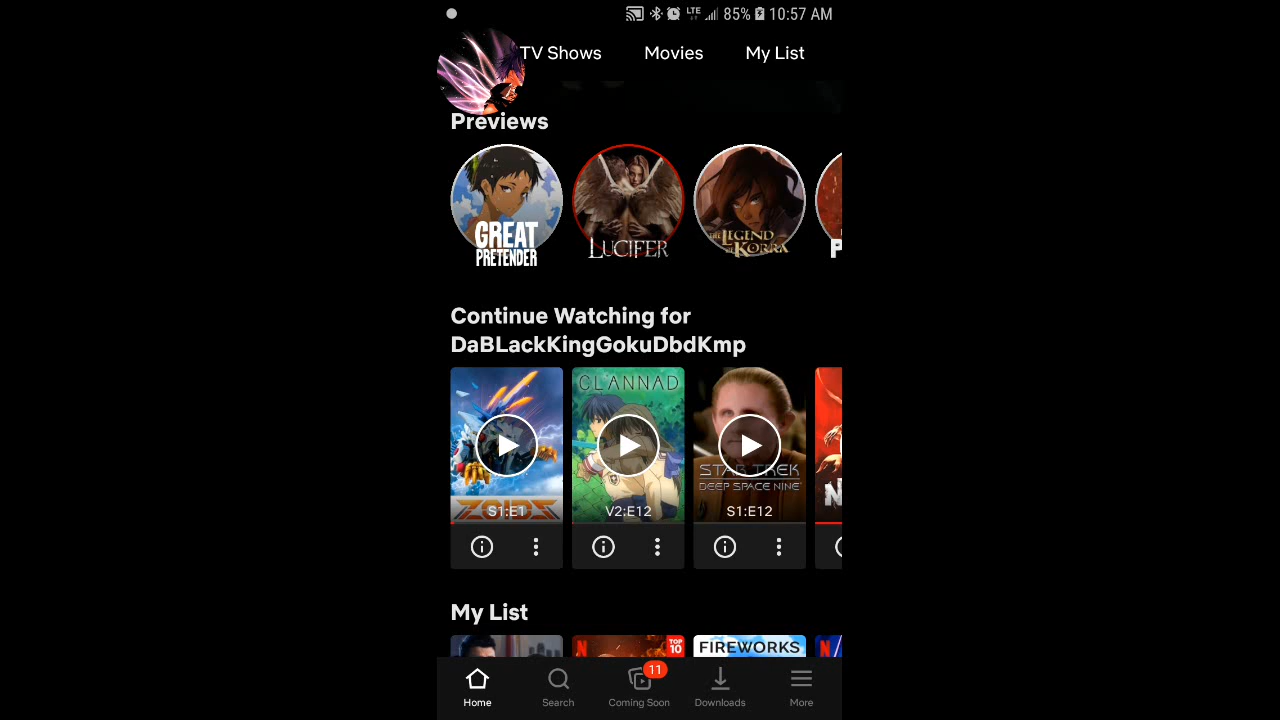 LTE 85% 10:57 AM
TV Shows Movies My List
Previews
GREAT
PRETENDER
LUCIFER
THE LEGEND
OF KORRA
P
Continue Watching for
DaBLackKingGokuDbdKmp
CLANNAD
STAR TREK
DEEP SPACE NINE
ZOIDS
N
S1:E1 V2:E12 S1:E12
My List
N TOP
10
FIREWORKS
N
11
Home Search Coming Soon Downloads More